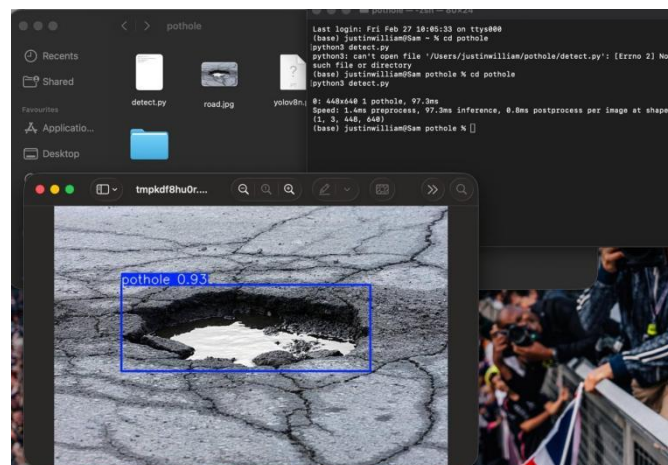 pothole
pothole — -zsh — 80×24
Recents
Shared
Favourites
Applicatio...
Desktop
detect.py
road.jpg
yolov8n.p
Last login: Fri Feb 27 10:05:33 on ttys000
(base) justinwilliam@Sam ~ % cd pothole
python3 detect.py
python3: can't open file '/Users/justinwilliam/pothole/detect.py': [Errno 2] No
such file or directory
(base) justinwilliam@Sam pothole % cd pothole
python3 detect.py
0: 448x640 1 pothole, 97.3ms
Speed: 1.4ms preprocess, 97.3ms inference, 0.8ms postprocess per image at shape
(1, 3, 448, 640)
(base) justinwilliam@Sam pothole %
tmpkdf8hu0r....
pothole 0.93